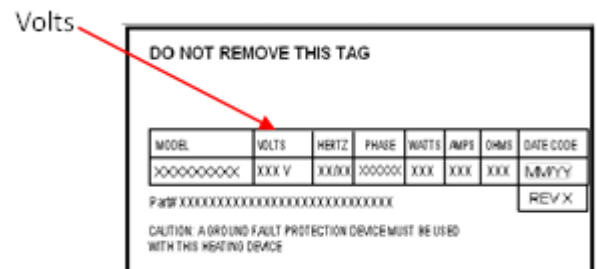 Volts
DO NOT REMOVE THIS TAG
MODEL VOLTS HERTZ PHASE WATTS AMPS OHMS DATE CODE
XXXXXXXXX XXX V XX/XX XXXXXX XXX XXX XXX MM/YY
Part# XXXXXXXXXXXXXXXXXXXXXXXXXXX REV X
CAUTION: A GROUND FAULT PROTECTION DEVICE MUST BE USED
WITH THIS HEATING DEVICE